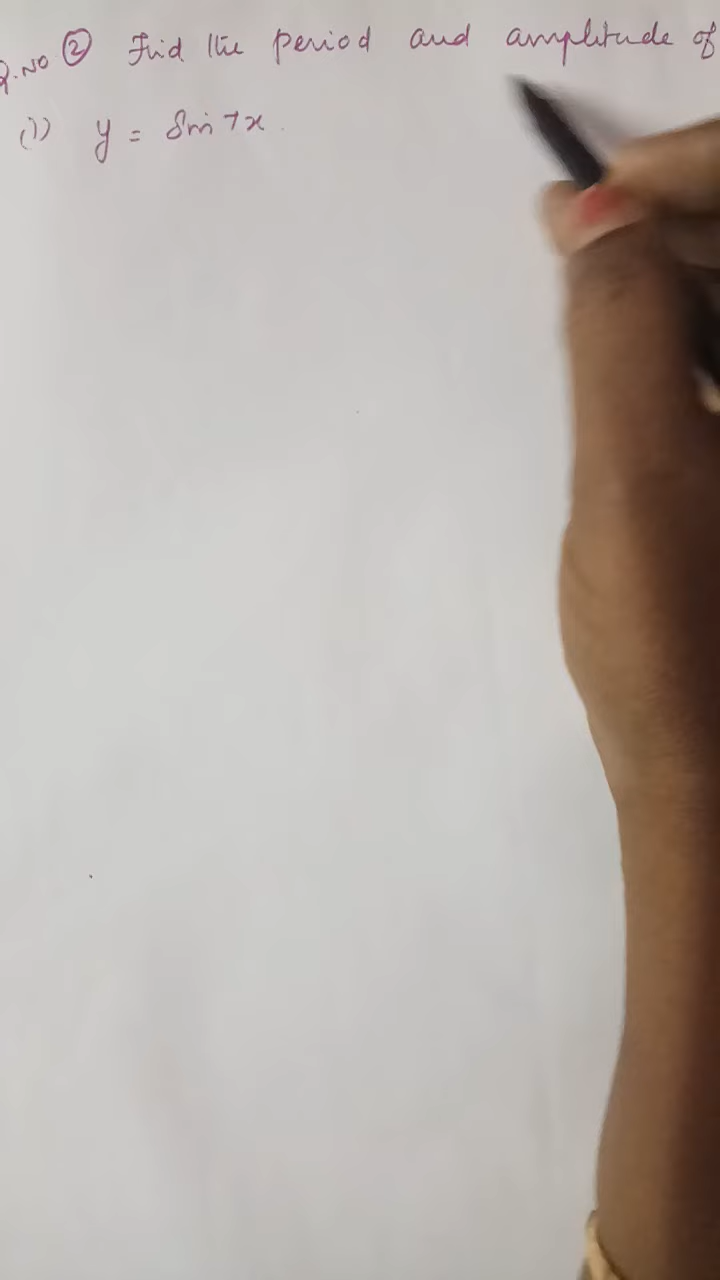 Q.No ② Find the period and amplitude of
(i) y = Sin 7x